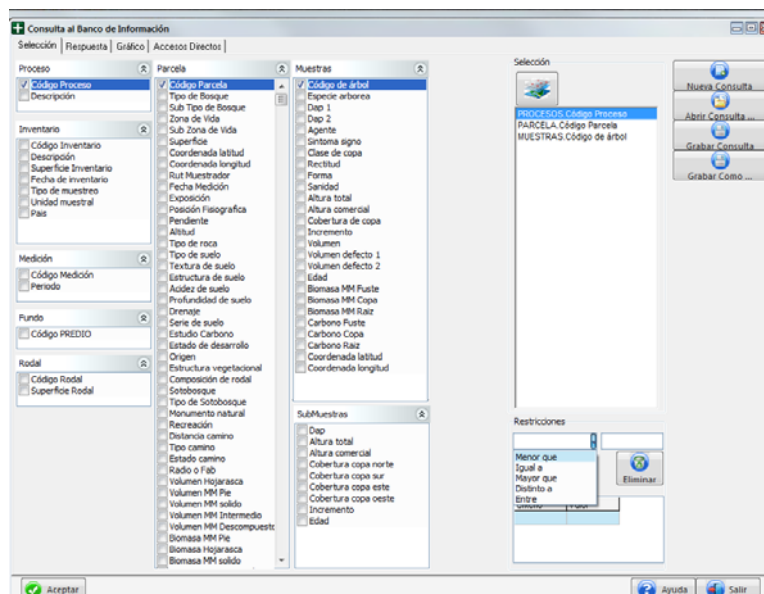 Consulta al Banco de Información
Selección
Respuesta
Gráfico
Accesos Directos
Proceso
Código Proceso
Descripción
Inventario
Código Inventario
Descripción
Superficie Inventario
Fecha de inventario
Tipo de muestreo
Unidad muestral
Pais
Medición
Código Medición
Periodo
Fundo
Código PREDIO
Rodal
Código Rodal
Superficie Rodal
Parcela
Código Parcela
Tipo de Bosque
Sub Tipo de Bosque
Zona de Vida
Sub Zona de Vida
Superficie
Coordenada latitud
Coordenada longitud
Rut Muestrador
Fecha Medición
Exposición
Posición Fisiografica
Pendiente
Altitud
Tipo de roca
Tipo de suelo
Textura de suelo
Estructura de suelo
Acidez de suelo
Profundidad de suelo
Drenaje
Serie de suelo
Estudio Carbono
Estado de desarrollo
Origen
Estructura vegetacional
Composición de rodal
Sotobosque
Tipo de Sotobosque
Monumento natural
Recreación
Distancia camino
Tipo camino
Estado camino
Radio o Fab
Volumen Hojarasca
Volumen MM Pie
Volumen MM solido
Volumen MM Intermedio
Volumen MM Descompuesto
Biomasa MM Pie
Biomasa Hojarasca
Biomasa MM solido
Muestras
Código de árbol
Especie arborea
Dap 1
Dap 2
Agente
Sintoma signo
Clase de copa
Rectitud
Forma
Sanidad
Altura total
Altura comercial
Cobertura de copa
Incremento
Volumen
Volumen defecto 1
Volumen defecto 2
Edad
Biomasa MM Fuste
Biomasa MM Copa
Biomasa MM Raiz
Carbono Fuste
Carbono Copa
Carbono Raiz
Coordenada latitud
Coordenada longitud
SubMuestras
Dap
Altura total
Altura comercial
Cobertura copa norte
Cobertura copa sur
Cobertura copa este
Cobertura copa oeste
Incremento
Edad
Selección
PROCESOS.Código Proceso
PARCELA.Código Parcela
MUESTRAS.Código de árbol
Restricciones
Menor que
Igual a
Mayor que
Distinto a
Entre
Eliminar
Nueva Consulta
Abrir Consulta ...
Grabar Consulta
Grabar Como ...
Aceptar
Ayuda
Salir